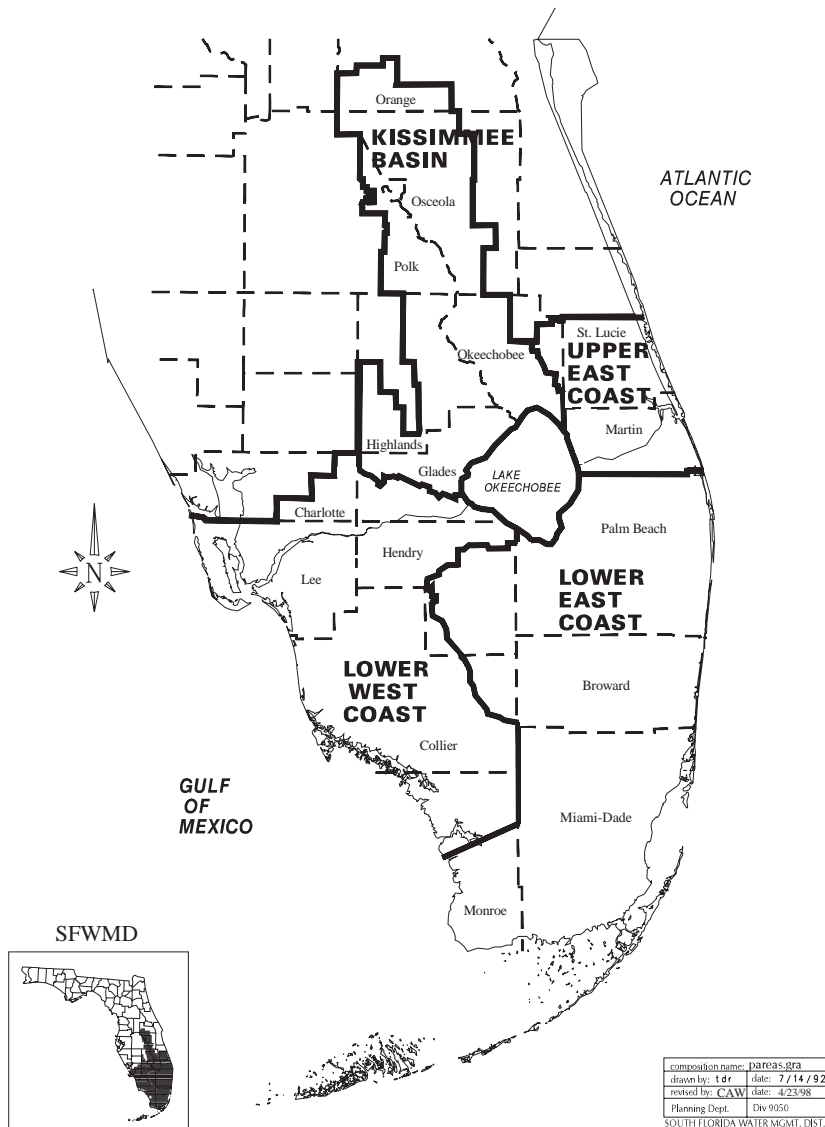 Orange
KISSIMMEE
BASIN
ATLANTIC
OCEAN
Osceola
Polk
St. Lucie
Okeechobee
UPPER
EAST
COAST
Martin
Highlands
Glades
LAKE
OKEECHOBEE
Charlotte
Palm Beach
Hendry
N
Lee
LOWER
EAST
COAST
LOWER
WEST
COAST
Broward
Collier
GULF
OF
MEXICO
Miami-Dade
Monroe
SFWMD
composition name: pareas.gra
drawn by: tdr date: 7/14/92
revised by: CAW date: 4/23/98
Planning Dept. Div 9050
SOUTH FLORIDA WATER MGMT. DIST.